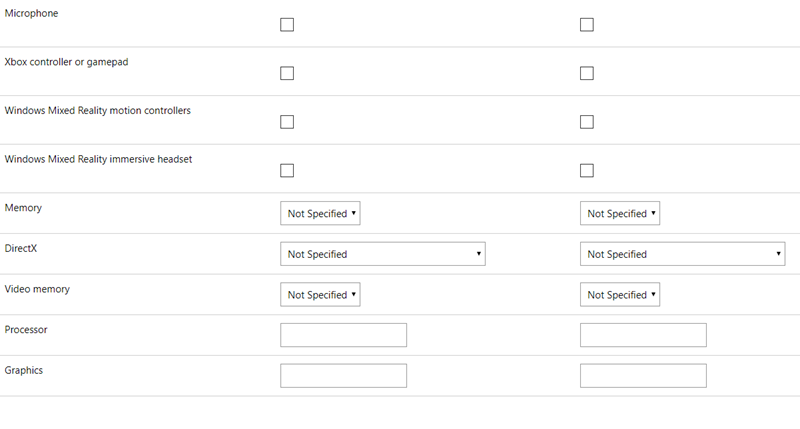 Microphone
Xbox controller or gamepad
Windows Mixed Reality motion controllers
Windows Mixed Reality immersive headset
Memory Not Specified Not Specified
DirectX Not Specified Not Specified
Video memory Not Specified Not Specified
Processor
Graphics